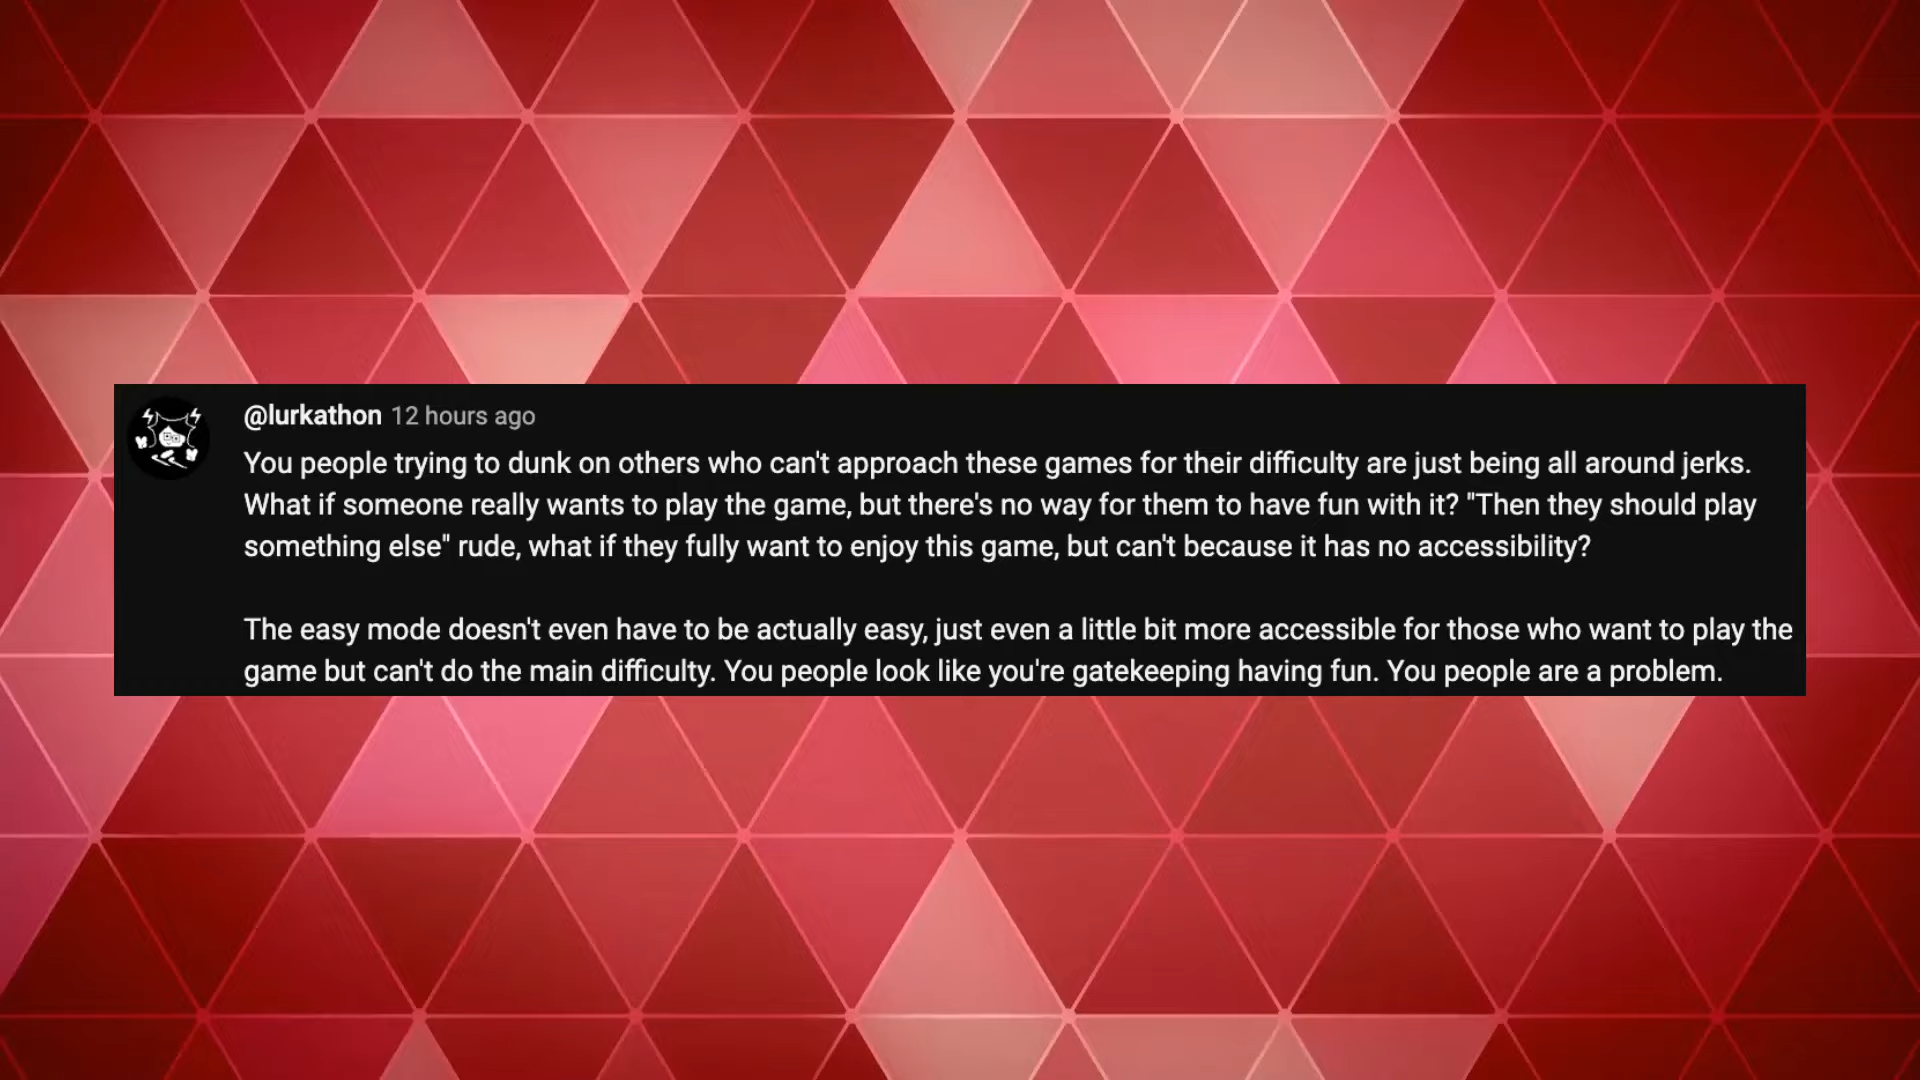 @lurkathon 12 hours ago
You people trying to dunk on others who can't approach these games for their difficulty are just being all around jerks.
What if someone really wants to play the game, but there's no way for them to have fun with it? "Then they should play
something else" rude, what if they fully want to enjoy this game, but can't because it has no accessibility?
The easy mode doesn't even have to be actually easy, just even a little bit more accessible for those who want to play the
game but can't do the main difficulty. You people look like you're gatekeeping having fun. You people are a problem.